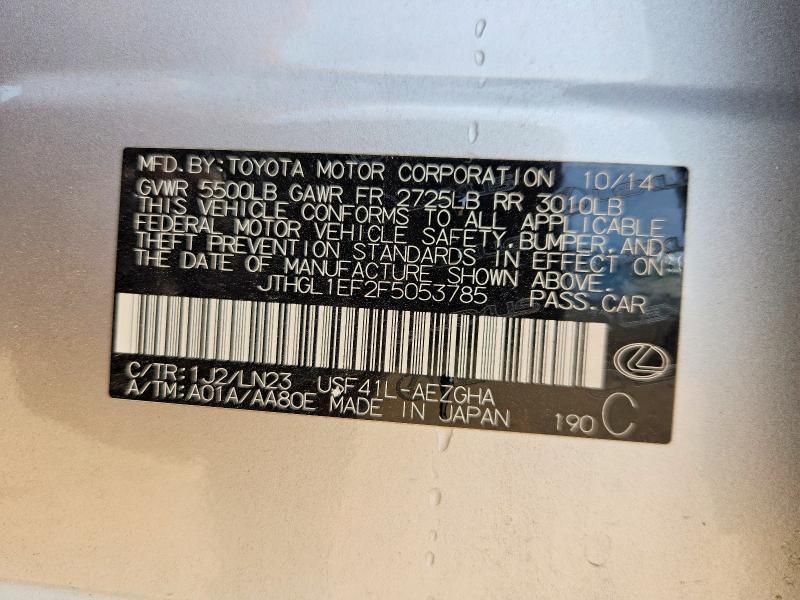 MFD.BY:TOYOTA MOTOR CORPORATION 10/14
GVWR 5500LB GAWR FR 2725LB RR 3010LB
THIS VEHICLE CONFORMS TO ALL APPLICABLE
FEDERAL MOTOR VEHICLE SAFETY,BUMPER,AND
THEFT PREVENTION STANDARDS IN EFFECT ON
THE DATE OF MANUFACTURE SHOWN ABOVE.
JTHGL1EF2F5053785 PASS.CAR
C/TR:1J2/LN23 USF41L-AEZGHA
A/TM:A01A/AA80E MADE IN JAPAN 190 C